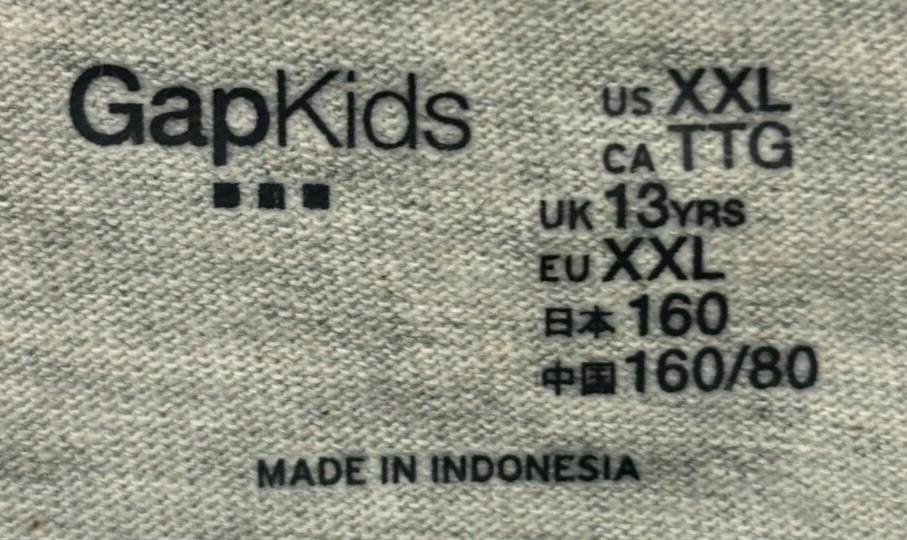 GapKids
US XXL
CA TTG
UK 13YRS
EU XXL
日本 160
中国 160/80
MADE IN INDONESIA